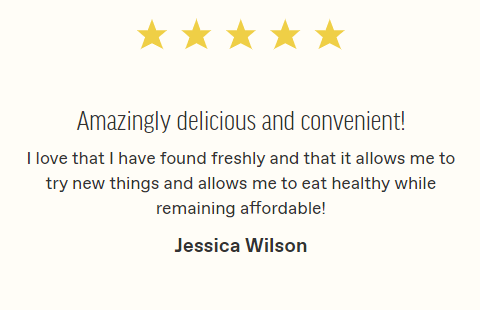 Amazingly delicious and convenient!
I love that I have found freshly and that it allows me to
try new things and allows me to eat healthy while
remaining affordable!
Jessica Wilson